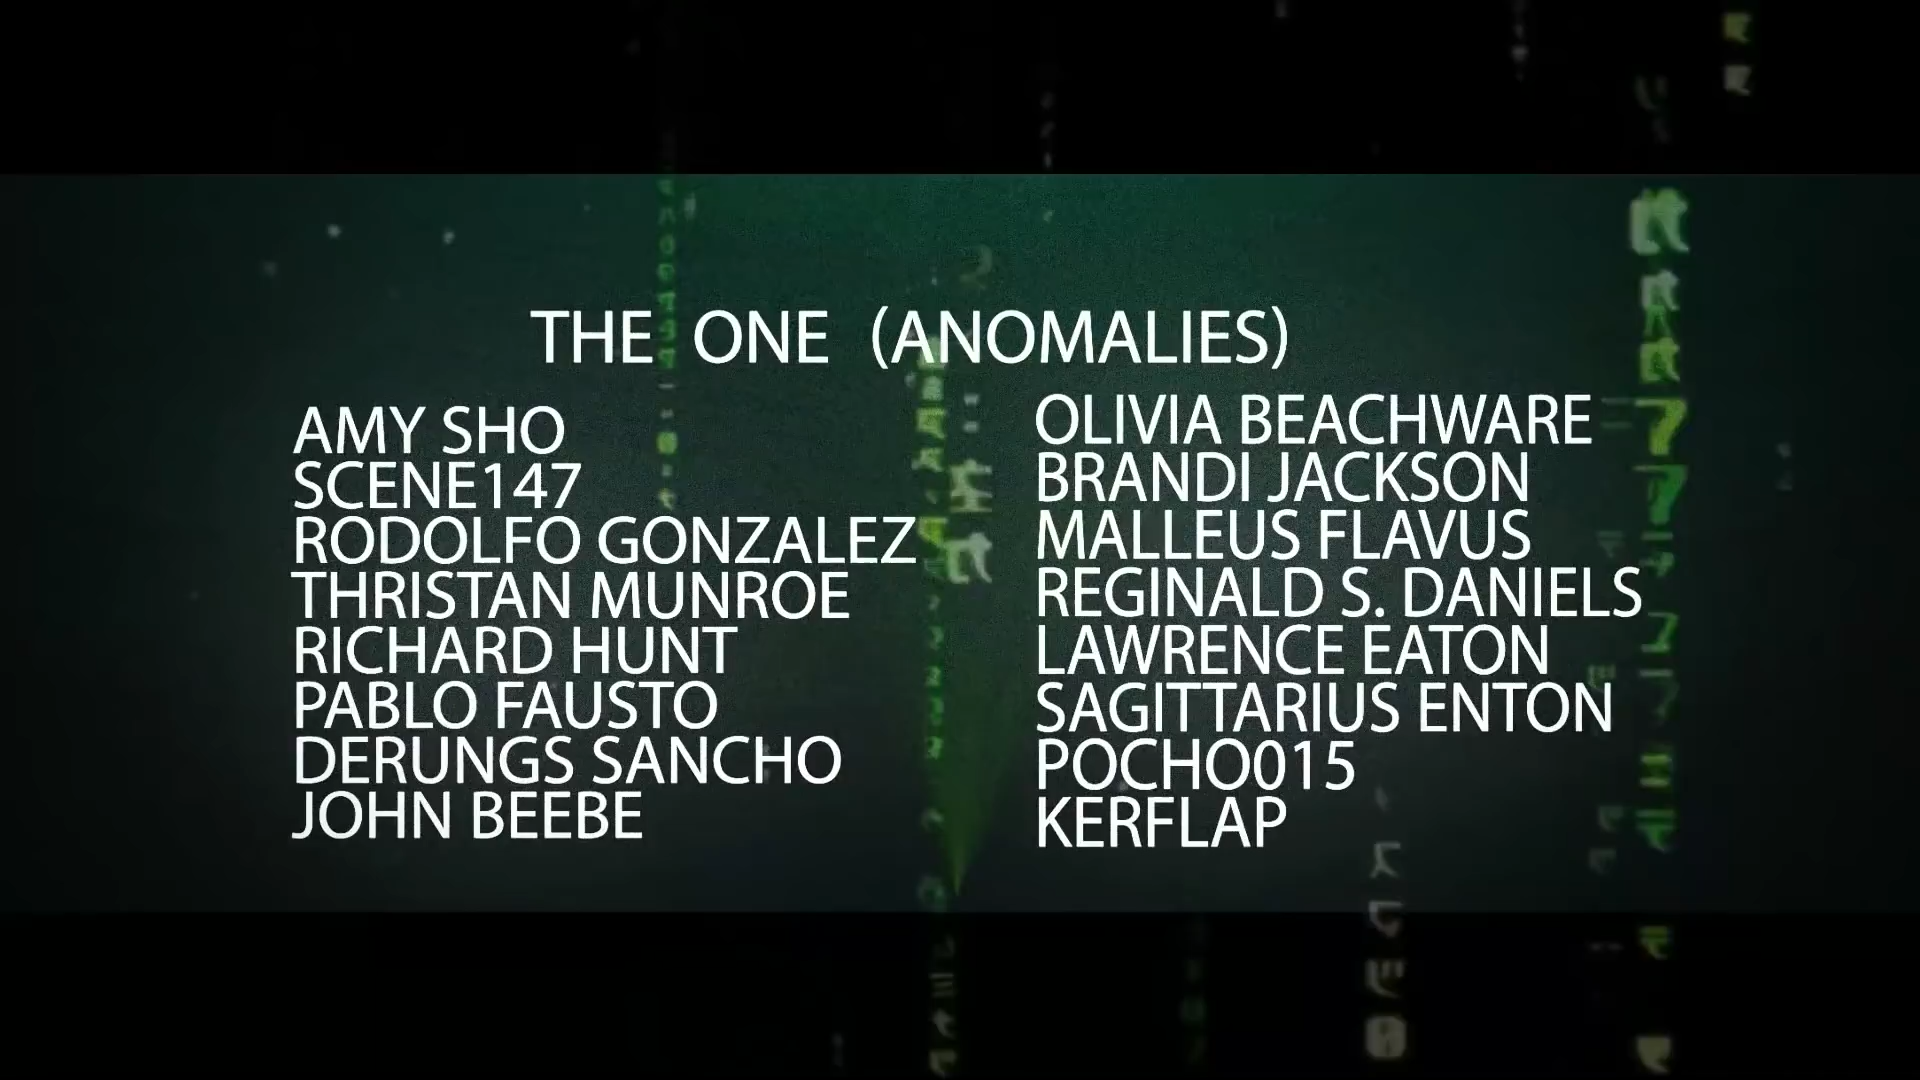 THE ONE (ANOMALIES)
AMY SHO
SCENE147
RODOLFO GONZALEZ
THRISTAN MUNROE
RICHARD HUNT
PABLO FAUSTO
DERUNGS SANCHO
JOHN BEEBE
OLIVIA BEACHWARE
BRANDI JACKSON
MALLEUS FLAVUS
REGINALD S. DANIELS
LAWRENCE EATON
SAGITTARIUS ENTON
POCHO015
KERFLAP